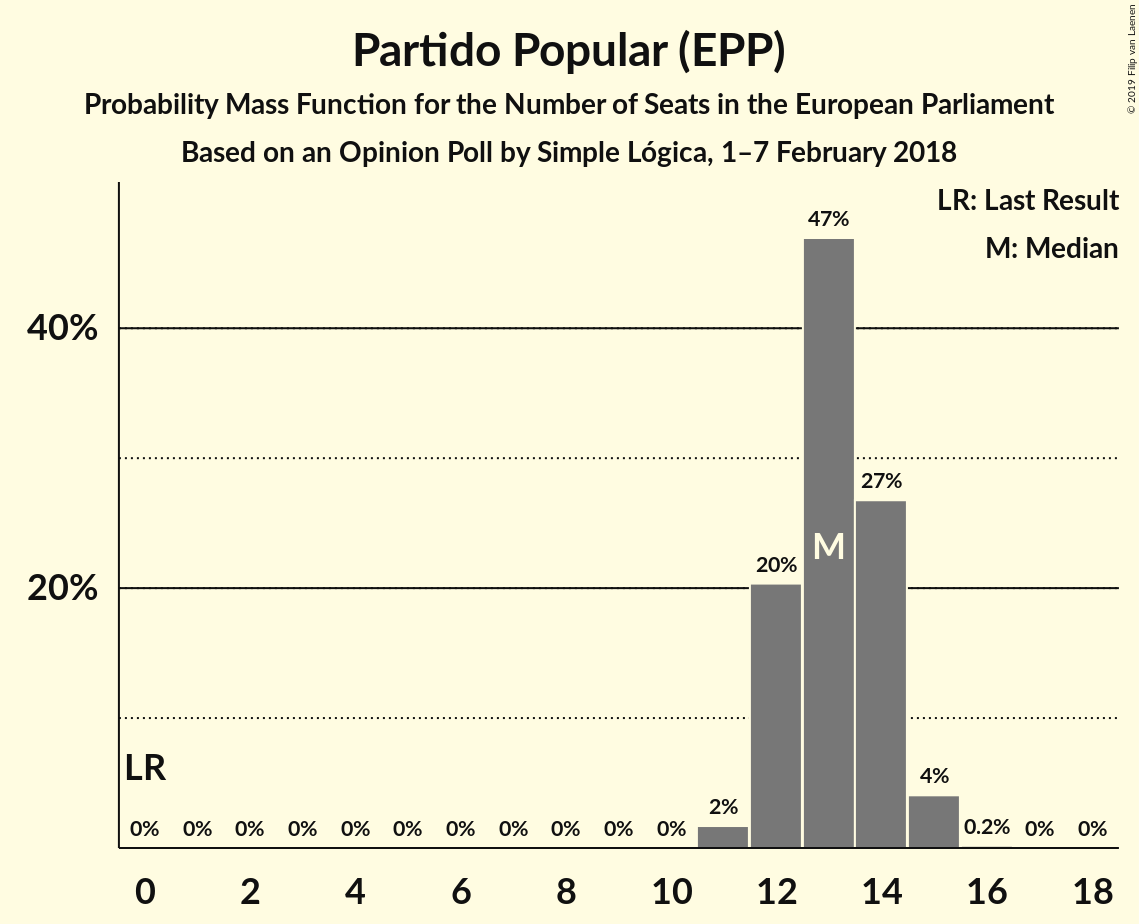 Partido Popular (EPP)
Probability Mass Function for the Number of Seats in the European Parliament
Based on an Opinion Poll by Simple Lógica, 1–7 February 2018
© 2019 Filip van Laenen
LR: Last Result
M: Median
40%
20%
47%
27%
20%
M
LR
4%
2%
0% 0% 0% 0% 0% 0% 0% 0% 0% 0% 0% 0.2% 0% 0%
0 2 4 6 8 10 12 14 16 18